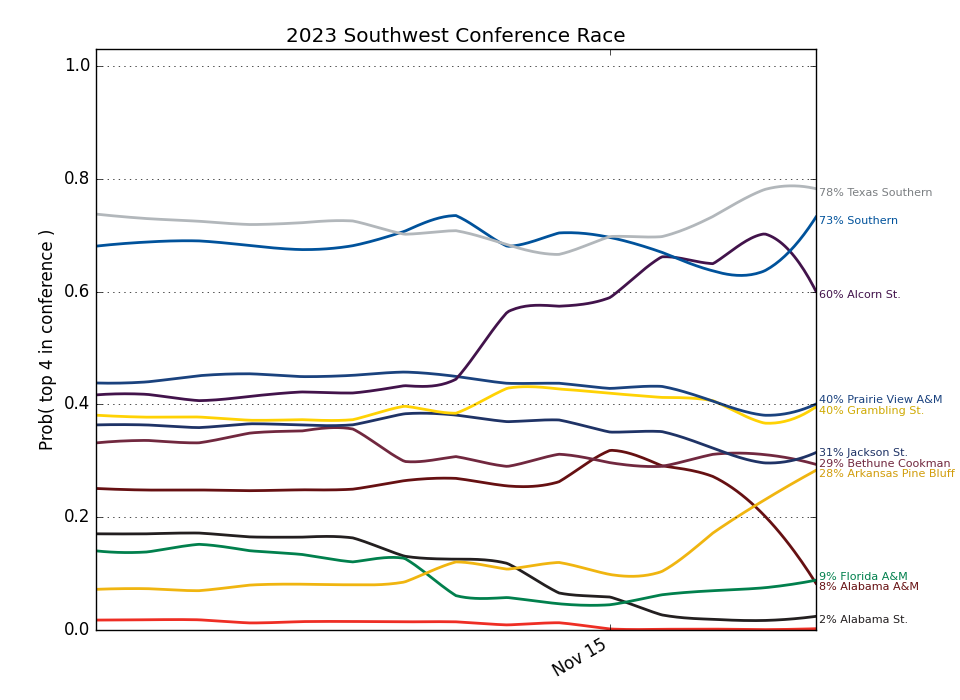 2023 Southwest Conference Race
Prob( top 4 in conference )
1.0
0.8
0.6
0.4
0.2
0.0
Nov 15
78% Texas Southern
73% Southern
60% Alcorn St.
40% Prairie View A&M
40% Grambling St.
31% Jackson St.
29% Bethune Cookman
28% Arkansas Pine Bluff
9% Florida A&M
8% Alabama A&M
2% Alabama St.